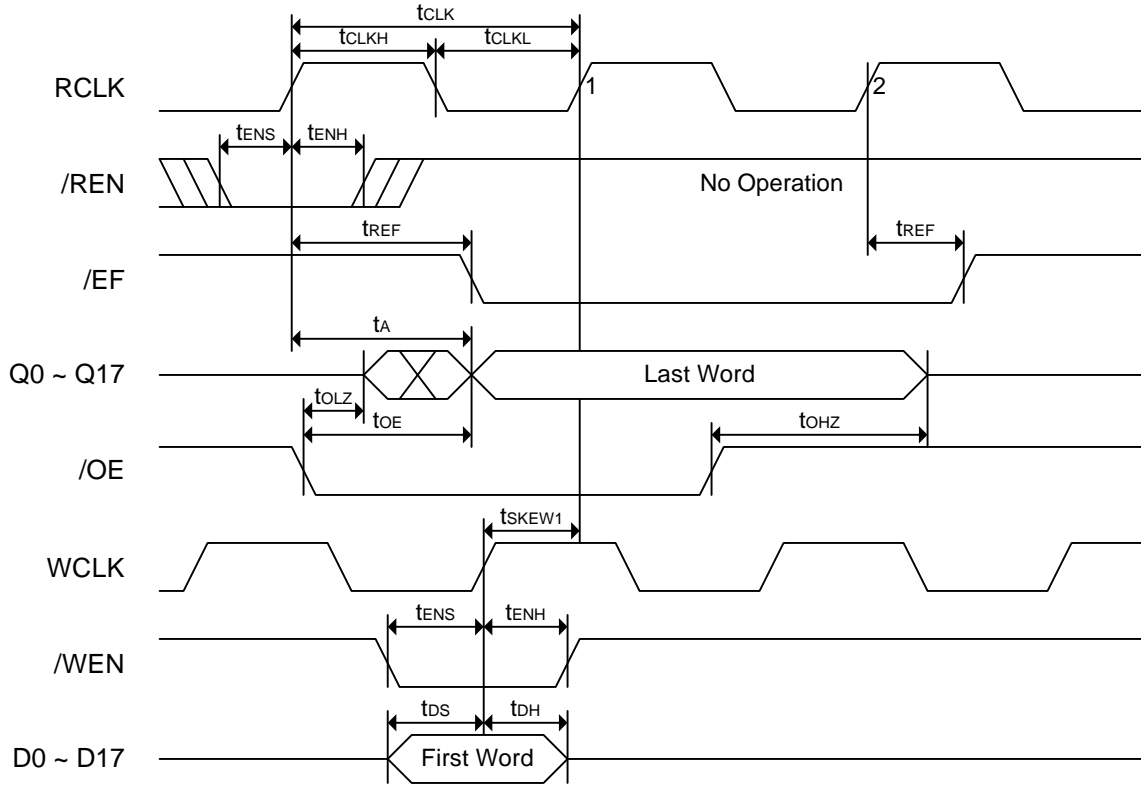 tCLK
tCLKH tCLKL
RCLK 1 2
tENS tENH
/REN No Operation
tREF tREF
/EF
tA
Q0 ~ Q17 Last Word
tOLZ
tOE tOHZ
/OE
tSKEW1
WCLK
tENS tENH
/WEN
tDS tDH
D0 ~ D17 First Word